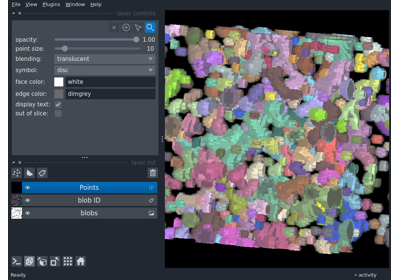 File View Plugins Window Help
layer controls
opacity: 1.00
point size: 10
blending: translucent
symbol: disc
face color: white
edge color: dimgrey
display text:
out of slice:
layer list
Points
blob ID
blobs
Ready
activity